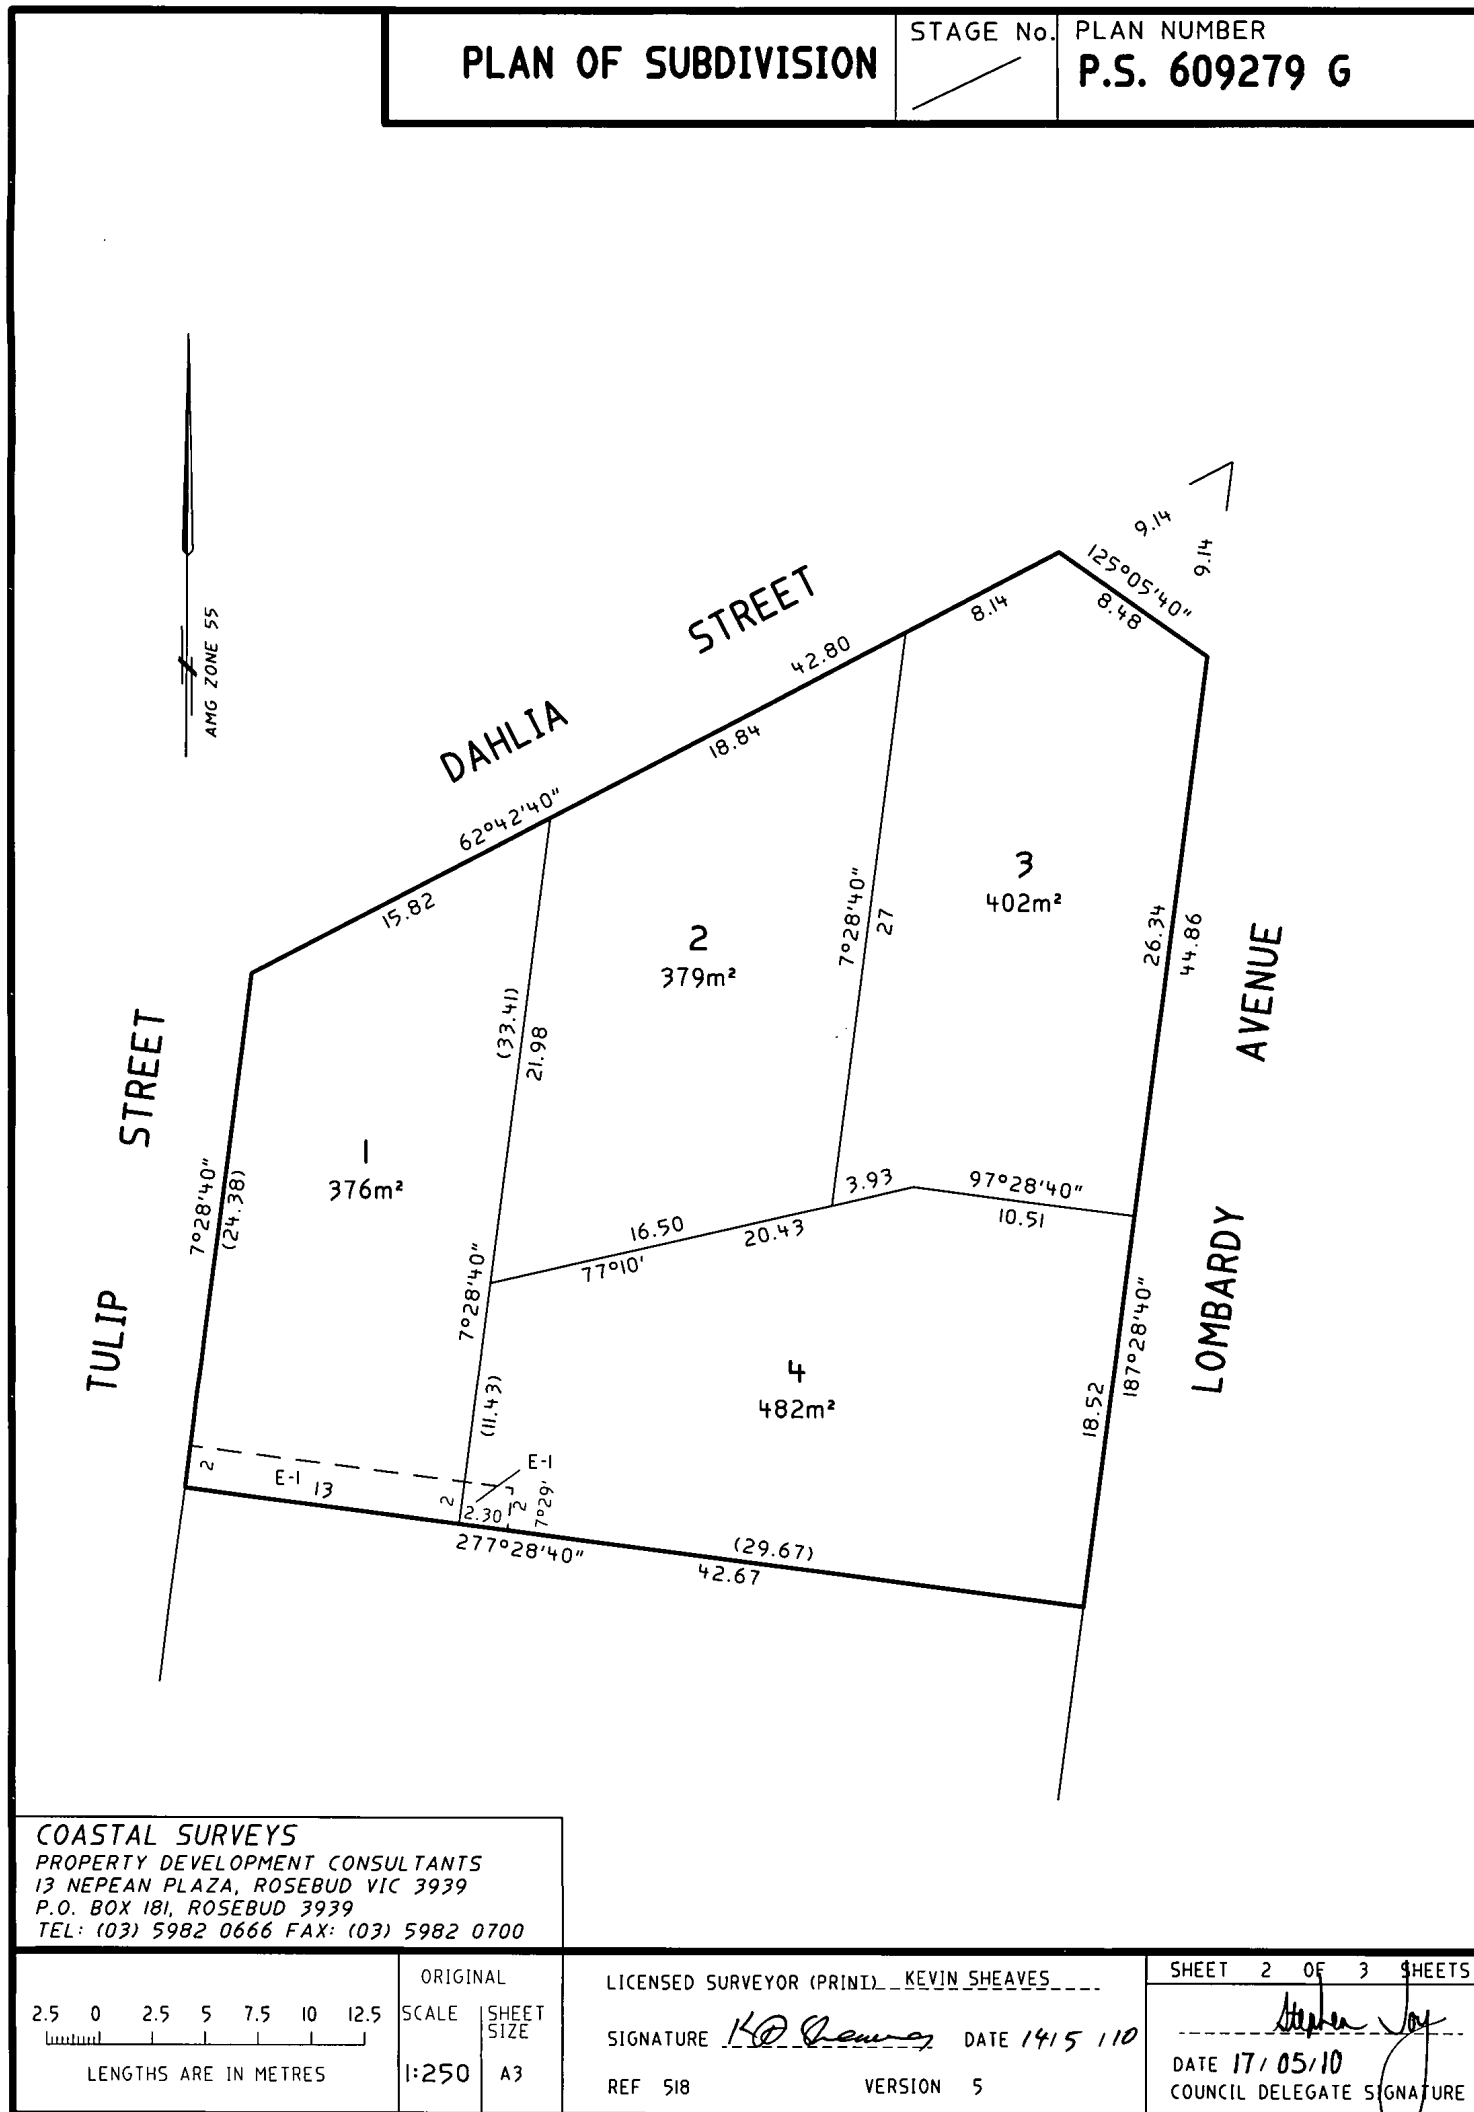 PLAN OF SUBDIVISION
STAGE No.
PLAN NUMBER
P.S. 609279 G
AMG ZONE 55
DAHLIA STREET
62°42'40"
42.80
15.82
18.84
8.14
9.14
9.14
125°05'40"
8.48
TULIP STREET
7°28'40"
(24.38)
LOMBARDY AVENUE
26.34
44.86
187°28'40"
18.52
1
376m²
2
379m²
3
402m²
4
482m²
(33.41)
21.98
7°28'40"
(11.43)
7°28'40"
27
16.50
20.43
77°10'
3.93
97°28'40"
10.51
2
E-1
13
2
2.30
E-1
2
7°29'
277°28'40"
(29.67)
42.67
COASTAL SURVEYS
PROPERTY DEVELOPMENT CONSULTANTS
13 NEPEAN PLAZA, ROSEBUD VIC 3939
P.O. BOX 181, ROSEBUD 3939
TEL: (03) 5982 0666 FAX: (03) 5982 0700
2.5 0 2.5 5 7.5 10 12.5
LENGTHS ARE IN METRES
ORIGINAL
SCALE
SHEET SIZE
1:250
A3
LICENSED SURVEYOR (PRINT) KEVIN SHEAVES
SIGNATURE DATE 14/5/10
REF 518
VERSION 5
SHEET 2 OF 3 SHEETS
Stephen Joy
DATE 17/05/10
COUNCIL DELEGATE SIGNATURE